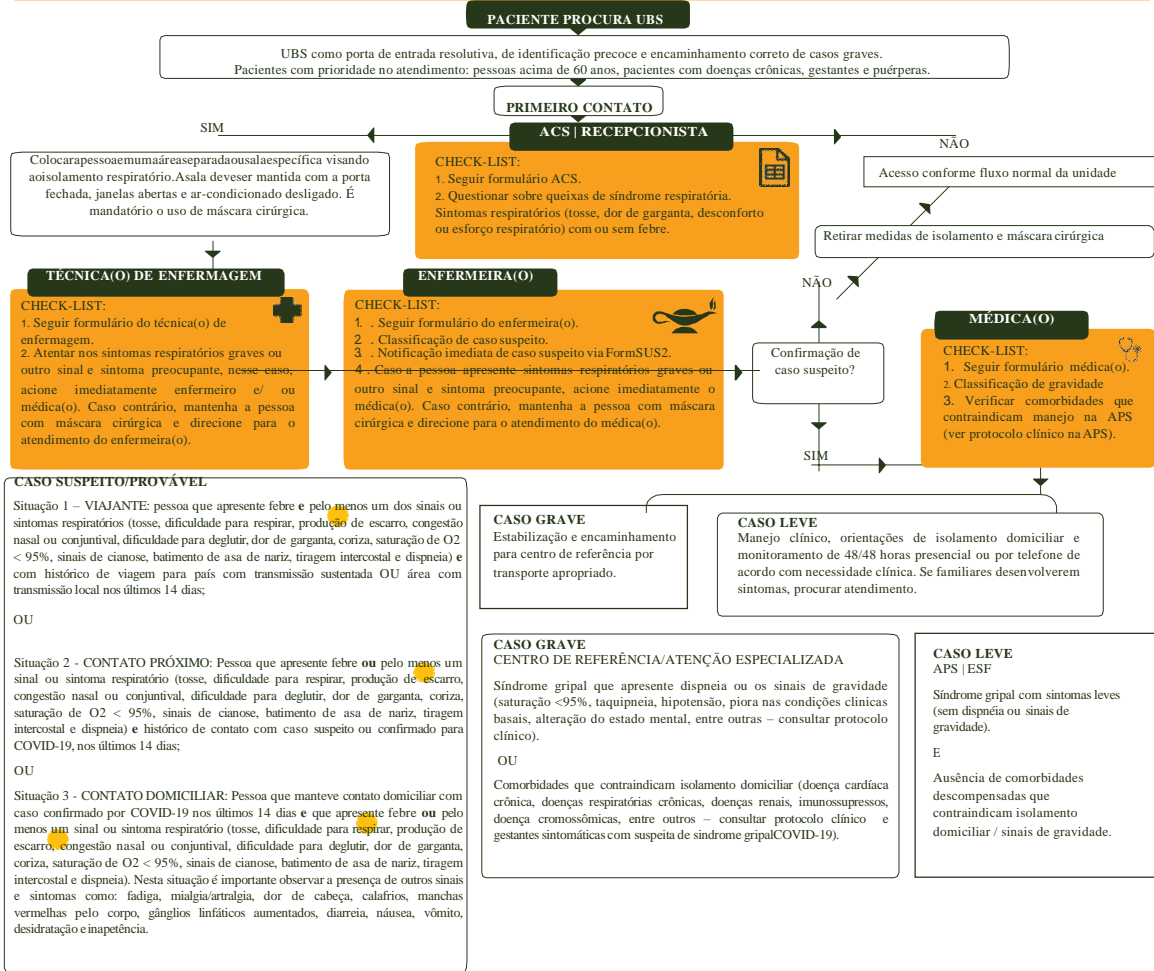 PACIENTE PROCURA UBS
UBS como porta de entrada resolutiva, de identificação precoce e encaminhamento correto de casos graves.
Pacientes com prioridade no atendimento: pessoas acima de 60 anos, pacientes com doenças crônicas, gestantes e puérperas.
PRIMEIRO CONTATO
SIM
ACS | RECEPCIONISTA
NÃO
Colocarapessoaemumaáreaseparadaousalaespecífica visando
aoisolamento respiratório.Asala deveser mantida com a porta
fechada, janelas abertas e ar-condicionado desligado. É
mandatório o uso de máscara cirúrgica.
CHECK-LIST:
1. Seguir formulário ACS.
2. Questionar sobre queixas de síndrome respiratória.
Sintomas respiratórios (tosse, dor de garganta, desconforto
ou esforço respiratório) com ou sem febre.
Acesso conforme fluxo normal da unidade
Retirar medidas de isolamento e máscara cirúrgica
TÉCNICA(O) DE ENFERMAGEM
CHECK-LIST:
1. Seguir formulário do técnica(o) de
enfermagem.
2. Atentar nos sintomas respiratórios graves ou
outro sinal e sintoma preocupante, nesse caso,
acione imediatamente enfermeiro e/ ou
médica(o). Caso contrário, mantenha a pessoa
com máscara cirúrgica e direcione para o
atendimento do enfermeira(o).
ENFERMEIRA(O)
CHECK-LIST:
1. . Seguir formulário do enfermeira(o).
2 . Classificação de caso suspeito.
3 . Notificação imediata de caso suspeito via FormSUS2.
4 . Caso a pessoa apresente sintomas respiratórios graves ou
outro sinal e sintoma preocupante, acione imediatamente o
médica(o). Caso contrário, mantenha a pessoa com máscara
cirúrgica e direcione para o atendimento do médica(o).
NÃO
Confirmação de
caso suspeito?
SIM
MÉDICA(O)
CHECK-LIST:
1. Seguir formulário médica(o).
2. Classificação de gravidade
3. Verificar comorbidades que
contraindicam manejo na APS
(ver protocolo clínico na APS).
CASO SUSPEITO/PROVÁVEL
Situação 1 – VIAJANTE: pessoa que apresente febre e pelo menos um dos sinais ou
sintomas respiratórios (tosse, dificuldade para respirar, produção de escarro, congestão
nasal ou conjuntival, dificuldade para deglutir, dor de garganta, coriza, saturação de O2
< 95%, sinais de cianose, batimento de asa de nariz, tiragem intercostal e dispneia) e
com histórico de viagem para país com transmissão sustentada OU área com
transmissão local nos últimos 14 dias;
OU
Situação 2 - CONTATO PRÓXIMO: Pessoa que apresente febre ou pelo menos um
sinal ou sintoma respiratório (tosse, dificuldade para respirar, produção de escarro,
congestão nasal ou conjuntival, dificuldade para deglutir, dor de garganta, coriza,
saturação de O2 < 95%, sinais de cianose, batimento de asa de nariz, tiragem
intercostal e dispneia) e histórico de contato com caso suspeito ou confirmado para
COVID-19, nos últimos 14 dias;
OU
Situação 3 - CONTATO DOMICILIAR: Pessoa que manteve contato domiciliar com
caso confirmado por COVID-19 nos últimos 14 dias e que apresente febre ou pelo
menos um sinal ou sintoma respiratório (tosse, dificuldade para respirar, produção de
escarro, congestão nasal ou conjuntival, dificuldade para deglutir, dor de garganta,
coriza, saturação de O2 < 95%, sinais de cianose, batimento de asa de nariz, tiragem
intercostal e dispneia). Nesta situação é importante observar a presença de outros sinais
e sintomas como: fadiga, mialgia/artralgia, dor de cabeça, calafrios, manchas
vermelhas pelo corpo, gânglios linfáticos aumentados, diarreia, náusea, vômito,
desidratação e inapetência.
CASO GRAVE
Estabilização e encaminhamento
para centro de referência por
transporte apropriado.
CASO LEVE
Manejo clínico, orientações de isolamento domiciliar e
monitoramento de 48/48 horas presencial ou por telefone de
acordo com necessidade clínica. Se familiares desenvolverem
sintomas, procurar atendimento.
CASO GRAVE
CENTRO DE REFERÊNCIA/ATENÇÃO ESPECIALIZADA
Síndrome gripal que apresente dispneia ou os sinais de gravidade
(saturação <95%, taquipneia, hipotensão, piora nas condições clinicas
basais, alteração do estado mental, entre outras – consultar protocolo
clínico).
OU
Comorbidades que contraindicam isolamento domiciliar (doença cardíaca
crônica, doenças respiratórias crônicas, doenças renais, imunossupressos,
doença cromossômicas, entre outros – consultar protocolo clínico e
gestantes sintomáticas com suspeita de sindrome gripalCOVID-19).
CASO LEVE
APS | ESF
Síndrome gripal com sintomas leves
(sem dispnéia ou sinais de
gravidade).
E
Ausência de comorbidades
descompensadas que
contraindicam isolamento
domiciliar / sinais de gravidade.